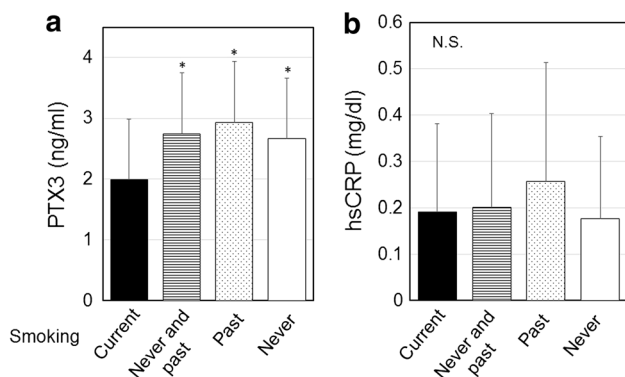 a
PTX3 (ng/ml)
4
3
2
1
0
*
*
*
Smoking
Current
Never and
past
Past
Never
b
hsCRP (mg/dl)
0.6
0.5
0.4
0.3
0.2
0.1
0
N.S.
Current
Never and
past
Past
Never